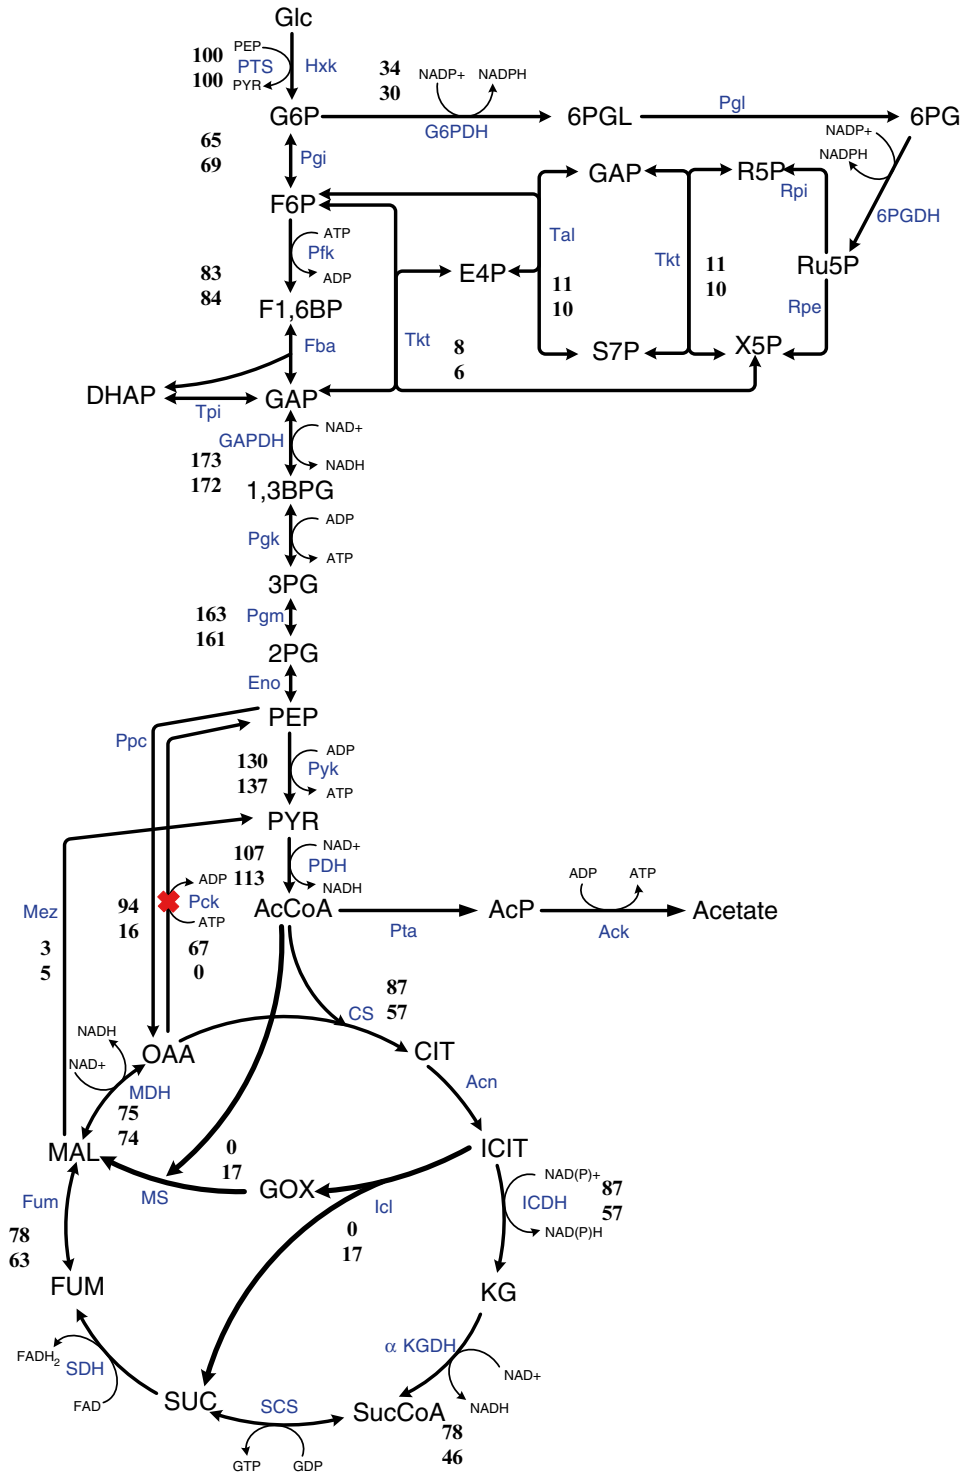 Glc
100
100
PEP
PTS
PYR
Hxk
34
30
NADP+
NADPH
G6P
G6PDH
6PGL
Pgl
6PG
65
69
Pgi
NADP+
NADPH
6PGDH
GAP
R5P
Rpi
F6P
Tal
Tkt
ATP
Pfk
ADP
E4P
11
10
11
10
Ru5P
Rpe
83
84
F1,6BP
Fba
Tkt
8
6
S7P
X5P
DHAP
Tpi
GAP
GAPDH
NAD+
NADH
173
172
1,3BPG
Pgk
ADP
ATP
3PG
163
161
Pgm
2PG
Eno
PEP
Ppc
130
137
ADP
Pyk
ATP
PYR
107
113
NAD+
PDH
NADH
Mez
3
5
94
16
ADP
Pck
ATP
67
0
AcCoA
Pta
AcP
ADP
ATP
Ack
Acetate
87
57
CS
NADH
NAD+
OAA
MDH
CIT
Acn
75
74
MAL
0
17
ICIT
MS
GOX
Icl
0
17
NAD(P)+
ICDH
NAD(P)H
87
57
Fum
78
63
FUM
KG
α KGDH
NAD+
NADH
FADH2
SDH
FAD
SUC
SCS
SucCoA
78
46
GTP
GDP